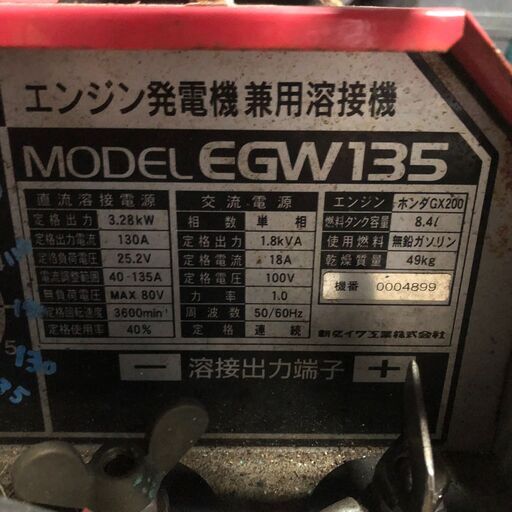 エンジン発電機兼用溶接機
MODEL EGW135
直流溶接電源
定格出力 3.28kW
定格出力電流 130A
定格負荷電圧 25.2V
電流調整範囲 40-135A
無負荷電圧 MAX 80V
定格回転速度 3600min⁻¹
定格使用率 40%
交流電源
相数 単相
定格出力 1.8kVA
定格電流 18A
定格電圧 100V
力率 1.0
周波数 50/60Hz
定格 連続
エンジン ホンダGX200
燃料タンク容量 8.4ℓ
使用燃料 無鉛ガソリン
乾燥質量 49kg
機番 0004899
新ダイワ工業株式会社
− 溶接出力端子 +
5
130